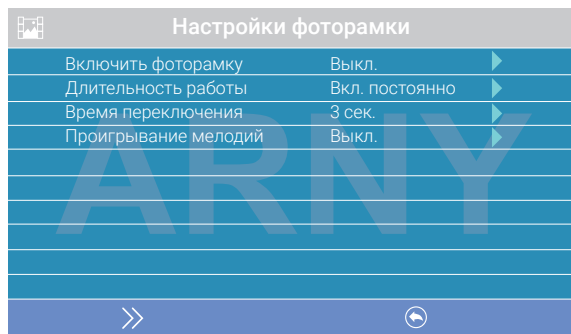 Настройки фоторамки
Включить фоторамку Выкл.
Длительность работы Вкл. постоянно
Время переключения 3 сек.
Проигрывание мелодий Выкл.
ARNY